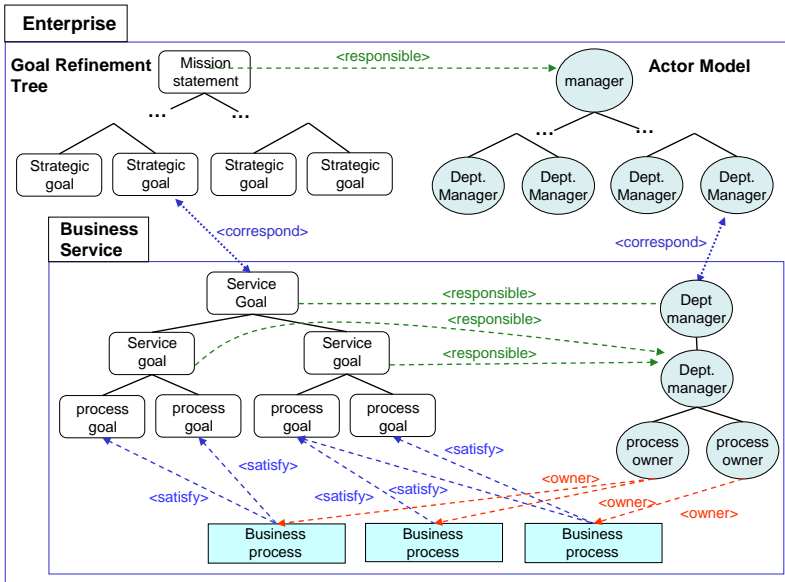 Enterprise
Goal Refinement
Tree
Mission
statement
<responsible>
manager
Actor Model
...
...
...
...
Strategic
goal
Strategic
goal
Strategic
goal
Strategic
goal
Dept.
Manager
Dept.
Manager
Dept.
Manager
Dept.
Manager
Business
Service
<correspond>
<correspond>
Service
Goal
<responsible>
Dept
manager
<responsible>
Service
goal
Service
goal
<responsible>
Dept.
manager
process
goal
process
goal
process
goal
process
goal
process
owner
process
owner
<satisfy>
<satisfy>
<satisfy>
<satisfy>
<satisfy>
<owner>
<owner>
<owner>
Business
process
Business
process
Business
process